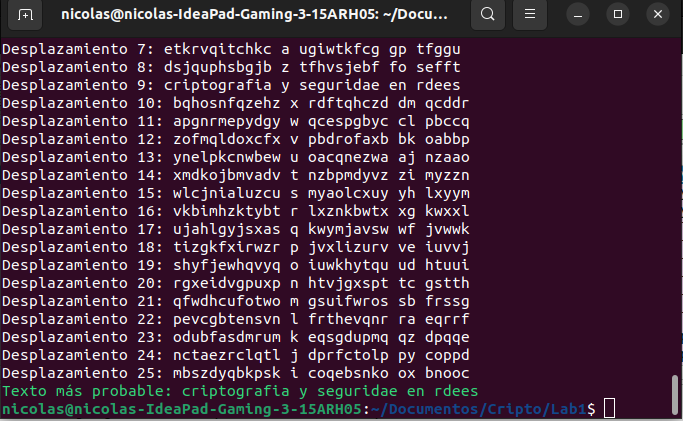 nicolas@nicolas-IdeaPad-Gaming-3-15ARH05: ~/Docume...
Desplazamiento 7: etkrvqitchkc a ugiwtkfcg gp tfggu
Desplazamiento 8: dsjquphsbgjb z tfhvsjebf fo sefft
Desplazamiento 9: criptografia y seguridae en rdees
Desplazamiento 10: bqhosnfqzehz x rdftqhczd dm qcddr
Desplazamiento 11: apgnrmepydgy w qcespgbyc cl pbccq
Desplazamiento 12: zofmqldoxcfx v pbdrofaxb bk oabbp
Desplazamiento 13: ynelpkcnwbew u oacqnezwa aj nzaao
Desplazamiento 14: xmdkojbmvadv t nzbpmdyvz zi myzzn
Desplazamiento 15: wlcjnialuzcu s myaolcxuy yh lxyym
Desplazamiento 16: vkbimhzktybt r lxznkbwtx xg kwxxl
Desplazamiento 17: ujahlgyjsxas q kwymjavsw wf jvwwk
Desplazamiento 18: tizgkfxirwzr p jvxlizurv ve iuvvj
Desplazamiento 19: shyfjewhqvyq o iuwkhytqu ud htuui
Desplazamiento 20: rgxeidvgpuxp n htvjgxspt tc gstth
Desplazamiento 21: qfwdhcufotwo m gsuifwros sb frssg
Desplazamiento 22: pevcgbtensvn l frthevqnr ra eqrrf
Desplazamiento 23: odubfasdmrum k eqsgdupmq qz dpqqe
Desplazamiento 24: nctaezrclqtl j dprfctolp py coppd
Desplazamiento 25: mbszdyqbkpsk i coqebsnko ox bnooc
Texto más probable: criptografia y seguridae en rdees
nicolas@nicolas-IdeaPad-Gaming-3-15ARH05:~/Documentos/Cripto/Lab1$